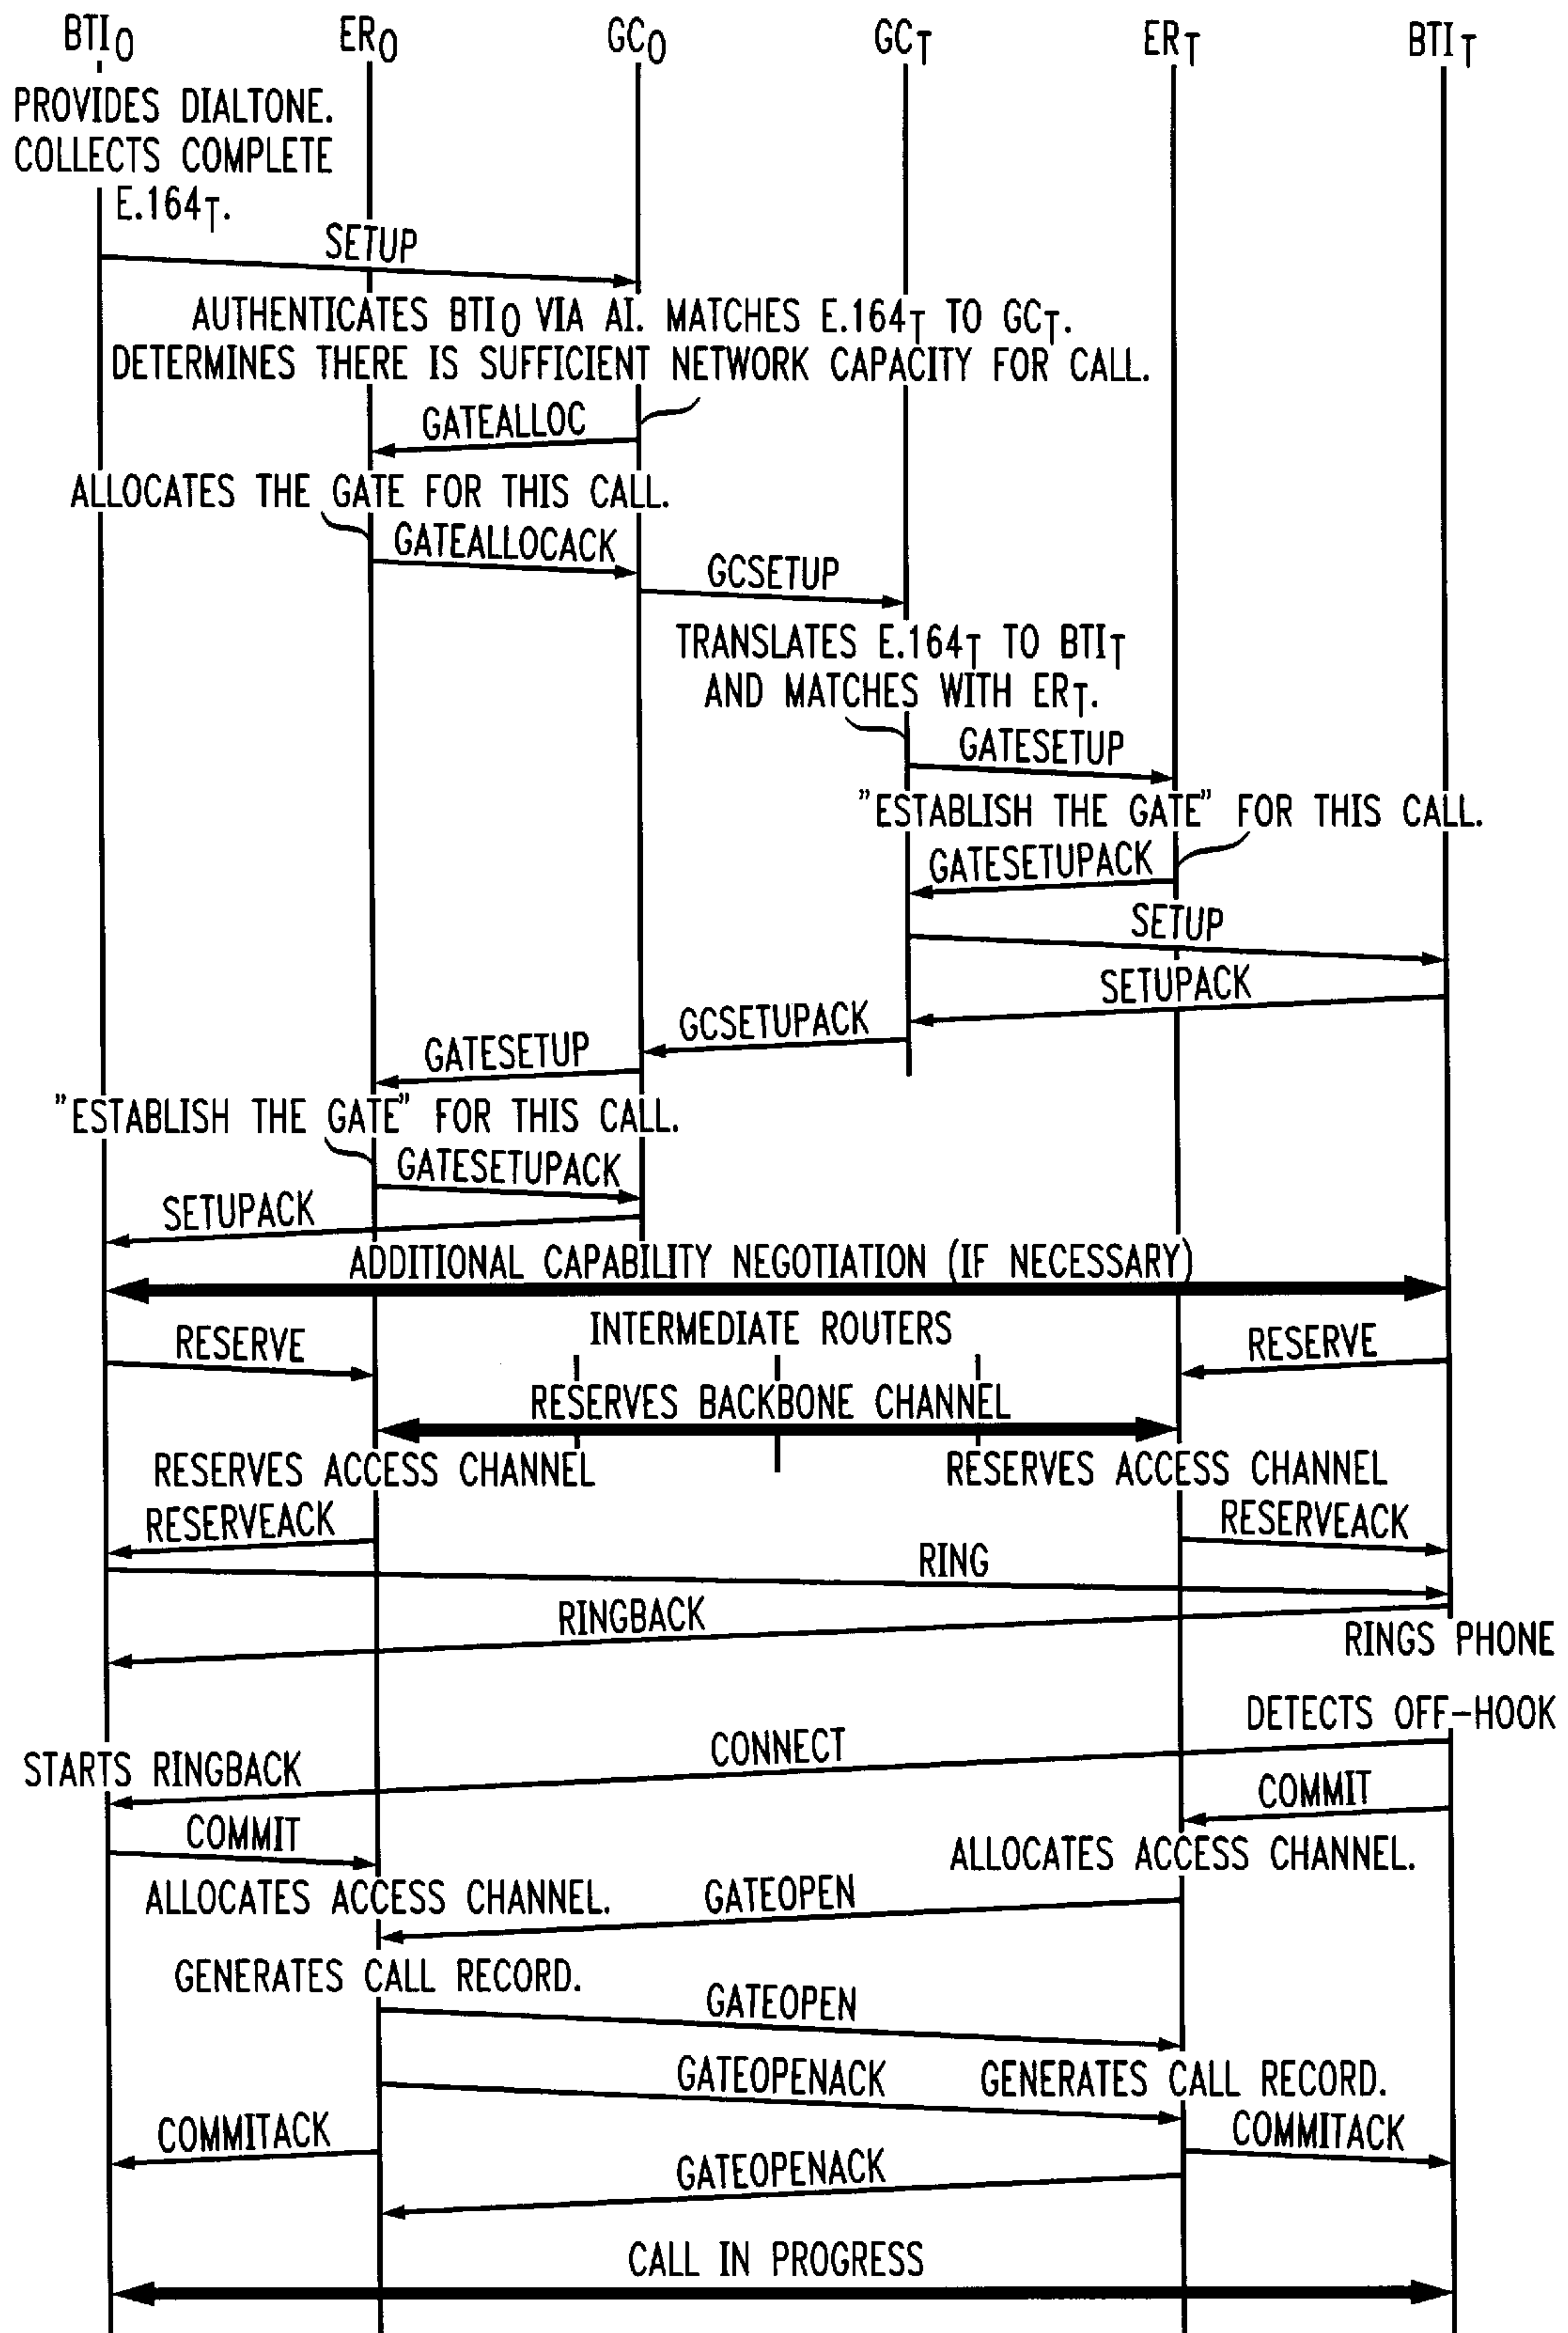 BTIO ERO GCO GCT ERT BTIT
PROVIDES DIALTONE.
COLLECTS COMPLETE
E.164T.
SETUP
AUTHENTICATES BTIO VIA AI. MATCHES E.164T TO GCT.
DETERMINES THERE IS SUFFICIENT NETWORK CAPACITY FOR CALL.
GATEALLOC
ALLOCATES THE GATE FOR THIS CALL.
GATEALLOCACK
GCSETUP
TRANSLATES E.164T TO BTIT
AND MATCHES WITH ERT.
GATESETUP
"ESTABLISH THE GATE" FOR THIS CALL.
GATESETUPACK
SETUP
SETUPACK
GCSETUPACK
GATESETUP
"ESTABLISH THE GATE" FOR THIS CALL.
GATESETUPACK
SETUPACK
ADDITIONAL CAPABILITY NEGOTIATION (IF NECESSARY)
INTERMEDIATE ROUTERS
RESERVE RESERVE
RESERVES BACKBONE CHANNEL
RESERVES ACCESS CHANNEL RESERVES ACCESS CHANNEL
RESERVEACK RESERVEACK
RING
RINGBACK
RINGS PHONE
DETECTS OFF-HOOK
CONNECT
STARTS RINGBACK
COMMIT
COMMIT
ALLOCATES ACCESS CHANNEL.
ALLOCATES ACCESS CHANNEL. GATEOPEN
GENERATES CALL RECORD.
GATEOPEN
GATEOPENACK GENERATES CALL RECORD.
COMMITACK COMMITACK
GATEOPENACK
CALL IN PROGRESS